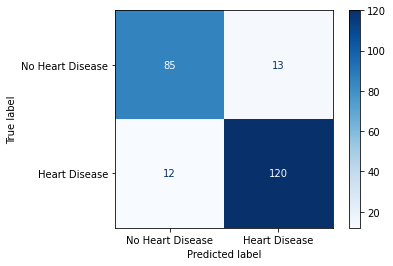 No Heart Disease
Heart Disease
True label
85
13
12
120
No Heart Disease
Heart Disease
Predicted label
120
100
80
60
40
20